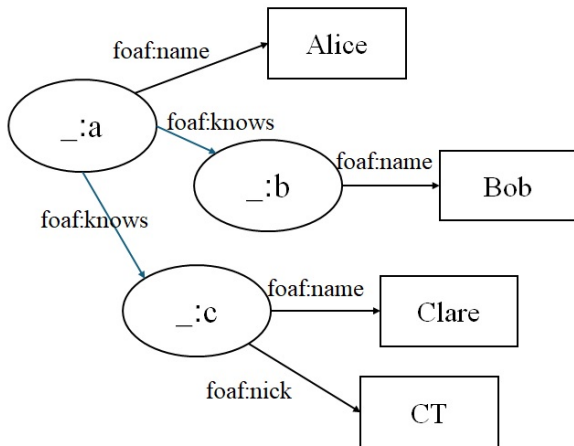 foaf:name
Alice
_:a
foaf:knows
foaf:name
_:b
Bob
foaf:knows
foaf:name
_:c
Clare
foaf:nick
CT